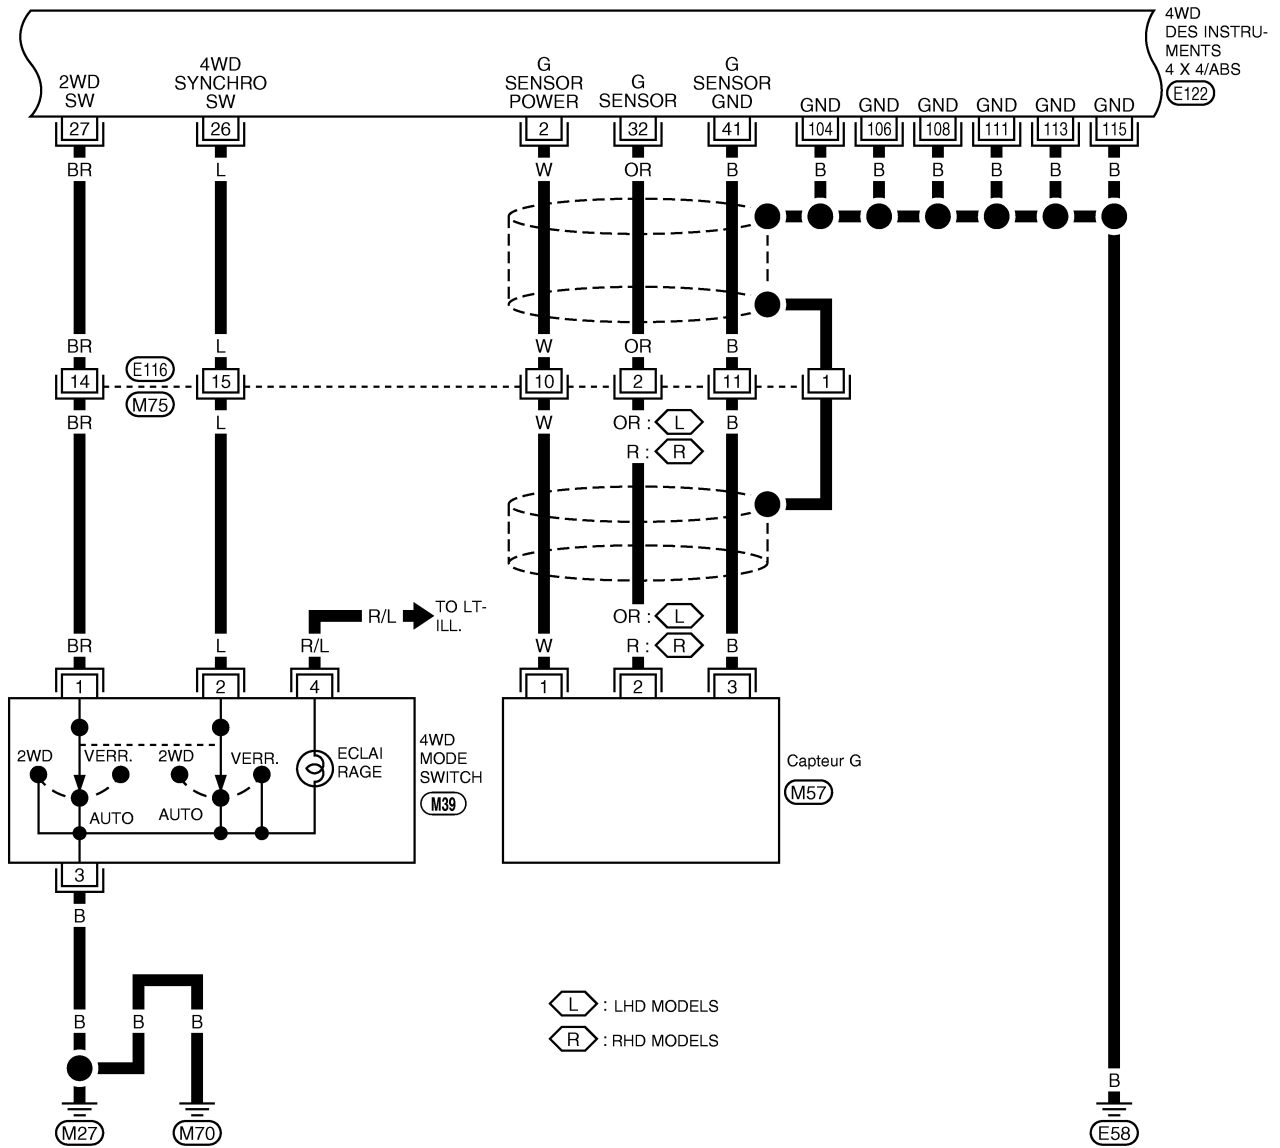 4WD
DES INSTRU-
MENTS
4 X 4/ABS
E122
2WD
SW
4WD
SYNCHRO
SW
G
SENSOR
POWER
G
SENSOR
G
SENSOR
GND
GND GND GND GND GND GND
27 26 2 32 41 104 106 108 111 113 115
BR L W OR B B B B B B B
BR L W OR B
14 E116 15 10 2 11 1
M75
BR L W OR : L B
R : R
R/L TO LT-
ILL.
OR : L
BR L R/L W R : R B
1 2 4 1 2 3
2WD VERR. 2WD VERR. ECLAI
RAGE
AUTO AUTO
4WD
MODE
SWITCH
M39
Capteur G
M57
3
B
B B B
M27 M70
L : LHD MODELS
R : RHD MODELS
B
E58